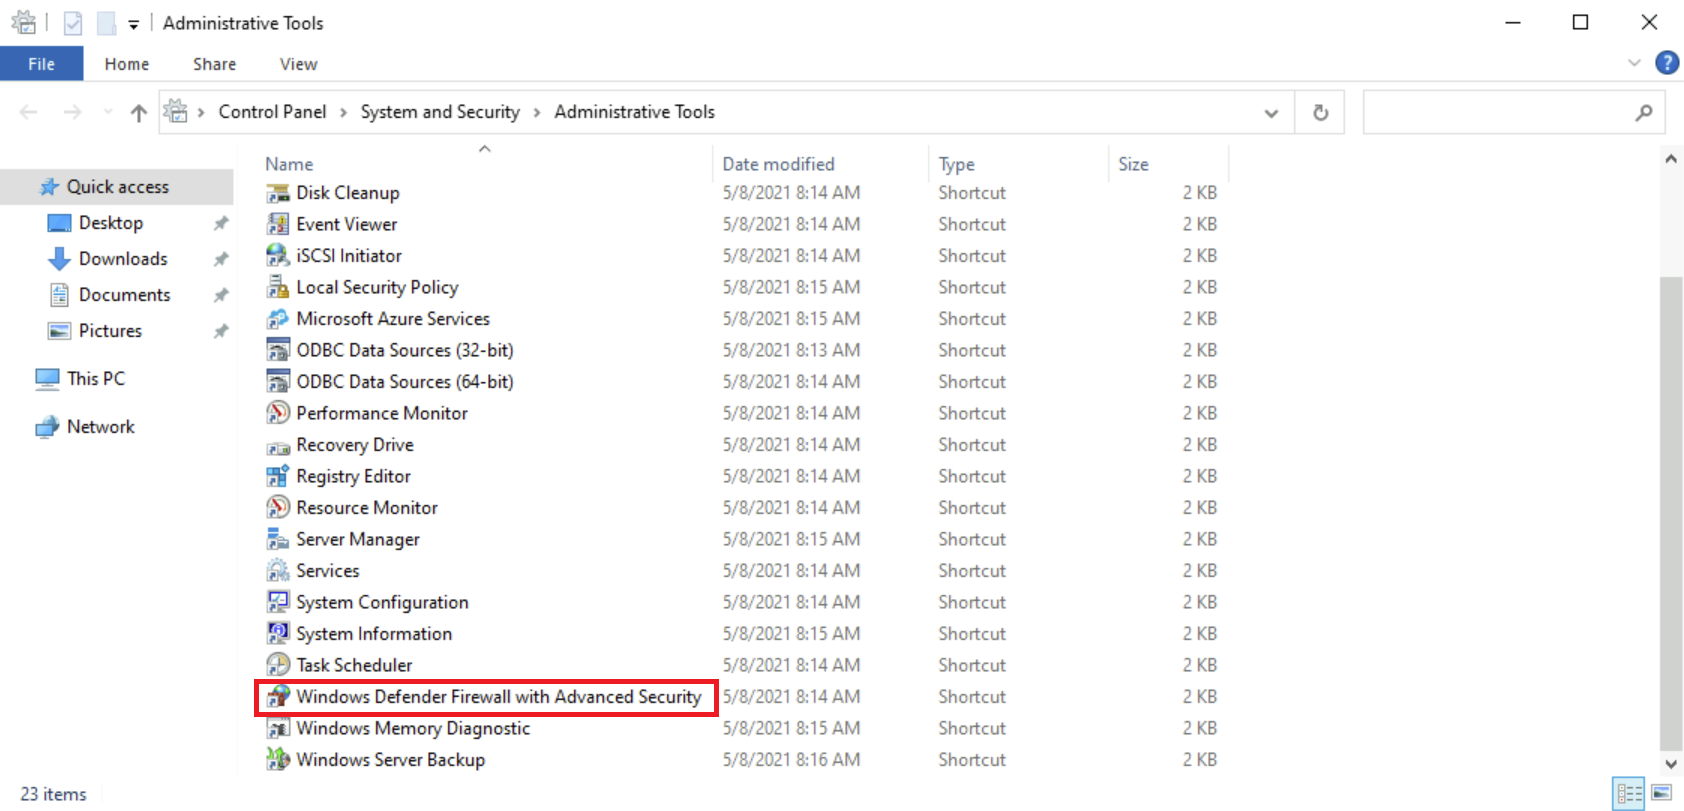 Administrative Tools
File Home Share View
Control Panel System and Security Administrative Tools
Quick access
Desktop
Downloads
Documents
Pictures
This PC
Network
Name Date modified Type Size
Disk Cleanup 5/8/2021 8:14 AM Shortcut 2 KB
Event Viewer 5/8/2021 8:14 AM Shortcut 2 KB
iSCSI Initiator 5/8/2021 8:14 AM Shortcut 2 KB
Local Security Policy 5/8/2021 8:15 AM Shortcut 2 KB
Microsoft Azure Services 5/8/2021 8:15 AM Shortcut 2 KB
ODBC Data Sources (32-bit) 5/8/2021 8:13 AM Shortcut 2 KB
ODBC Data Sources (64-bit) 5/8/2021 8:14 AM Shortcut 2 KB
Performance Monitor 5/8/2021 8:14 AM Shortcut 2 KB
Recovery Drive 5/8/2021 8:14 AM Shortcut 2 KB
Registry Editor 5/8/2021 8:14 AM Shortcut 2 KB
Resource Monitor 5/8/2021 8:14 AM Shortcut 2 KB
Server Manager 5/8/2021 8:15 AM Shortcut 2 KB
Services 5/8/2021 8:14 AM Shortcut 2 KB
System Configuration 5/8/2021 8:14 AM Shortcut 2 KB
System Information 5/8/2021 8:15 AM Shortcut 2 KB
Task Scheduler 5/8/2021 8:14 AM Shortcut 2 KB
Windows Defender Firewall with Advanced Security 5/8/2021 8:14 AM Shortcut 2 KB
Windows Memory Diagnostic 5/8/2021 8:15 AM Shortcut 2 KB
Windows Server Backup 5/8/2021 8:16 AM Shortcut 2 KB
23 items